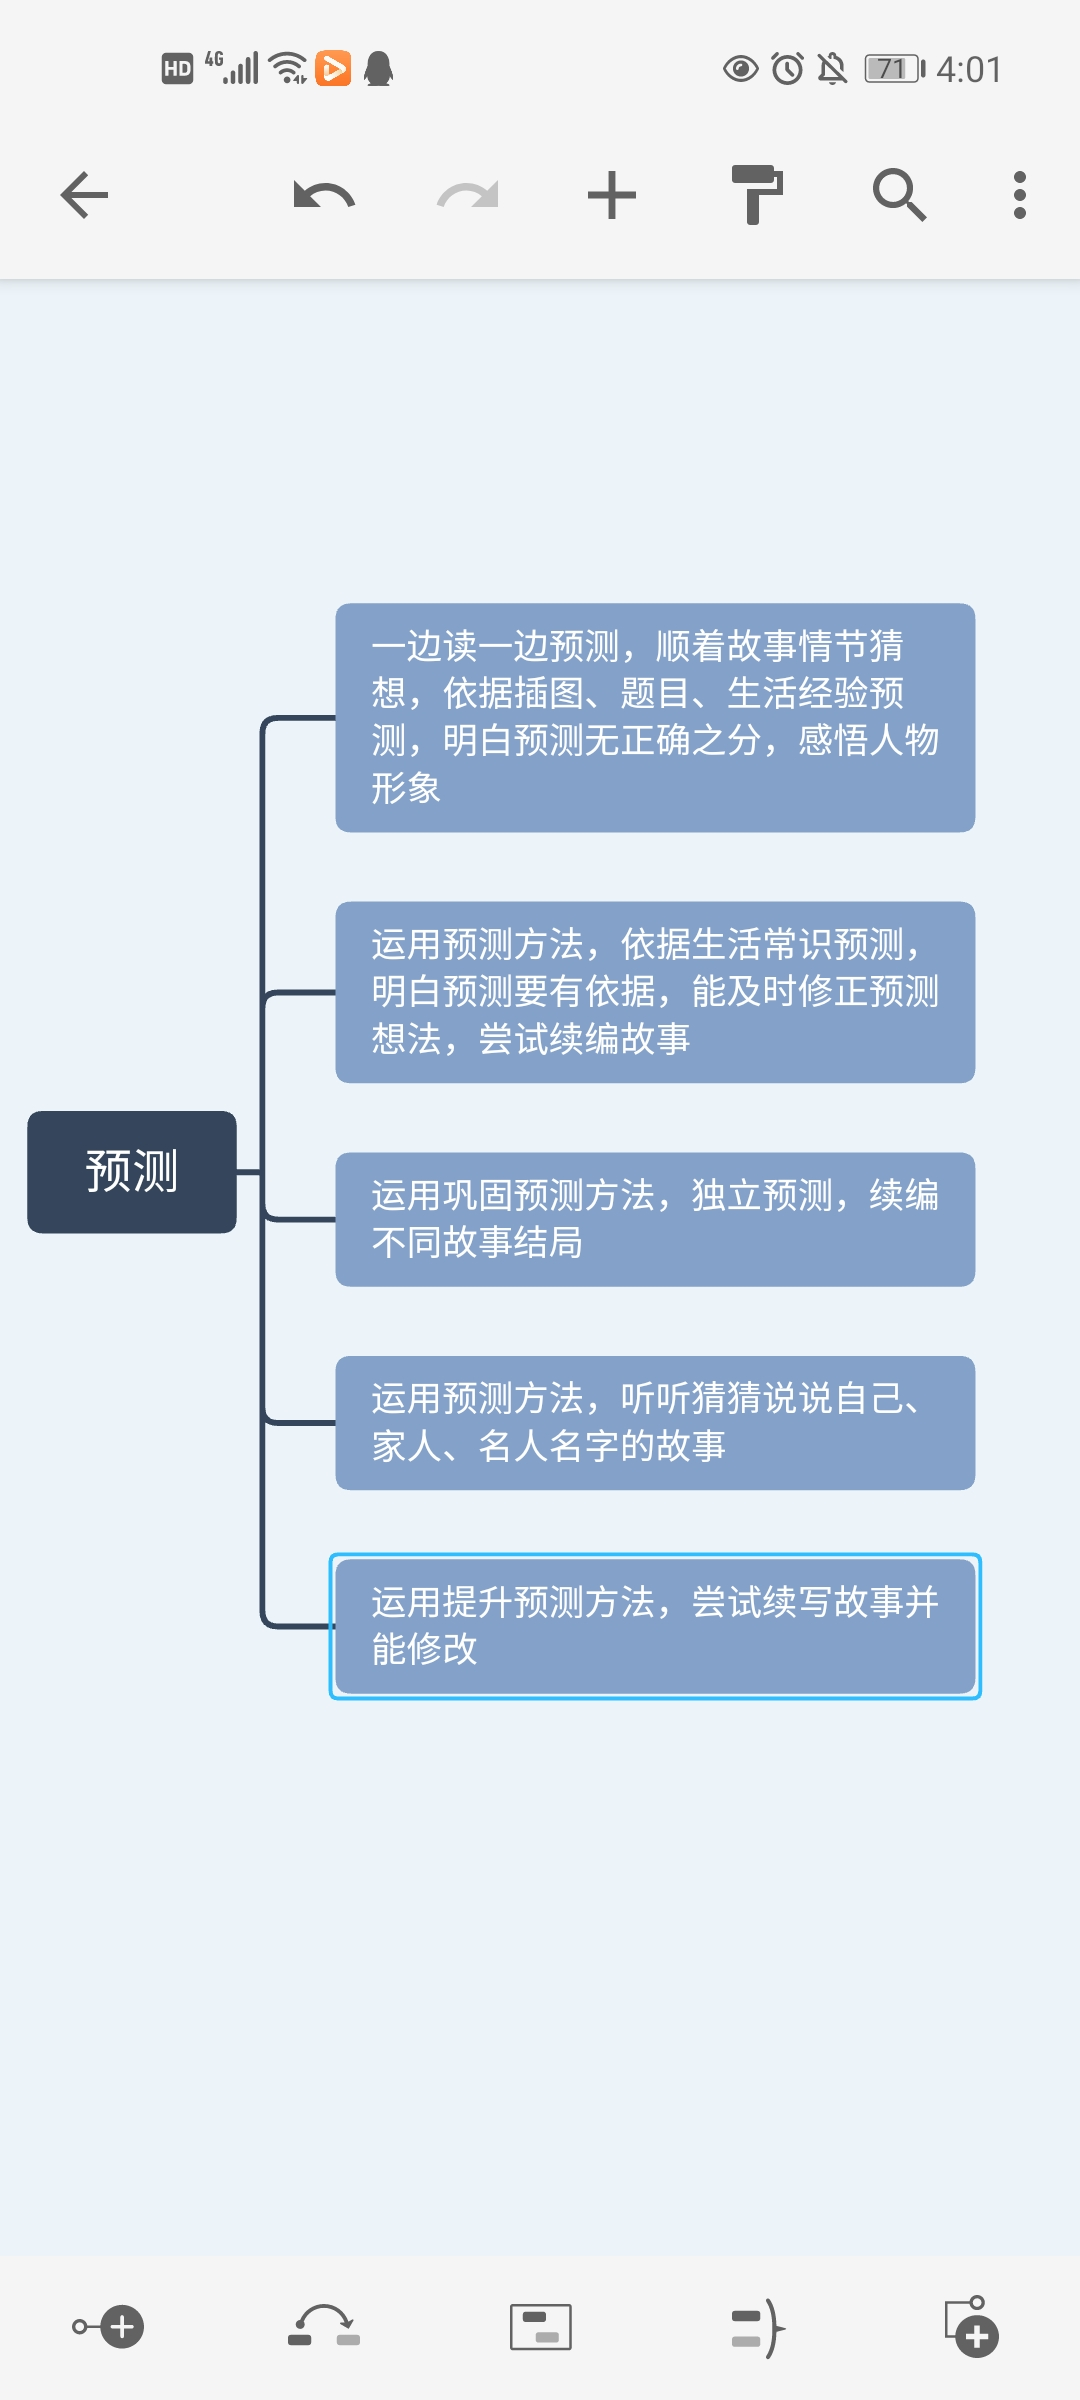 HD 4G 71 4:01
一边读一边预测，顺着故事情节猜
想，依据插图、题目、生活经验预
测，明白预测无正确之分，感悟人物
形象
运用预测方法，依据生活常识预测，
明白预测要有依据，能及时修正预测
想法，尝试续编故事
预测
运用巩固预测方法，独立预测，续编
不同故事结局
运用预测方法，听听猜猜说说自己、
家人、名人名字的故事
运用提升预测方法，尝试续写故事并
能修改